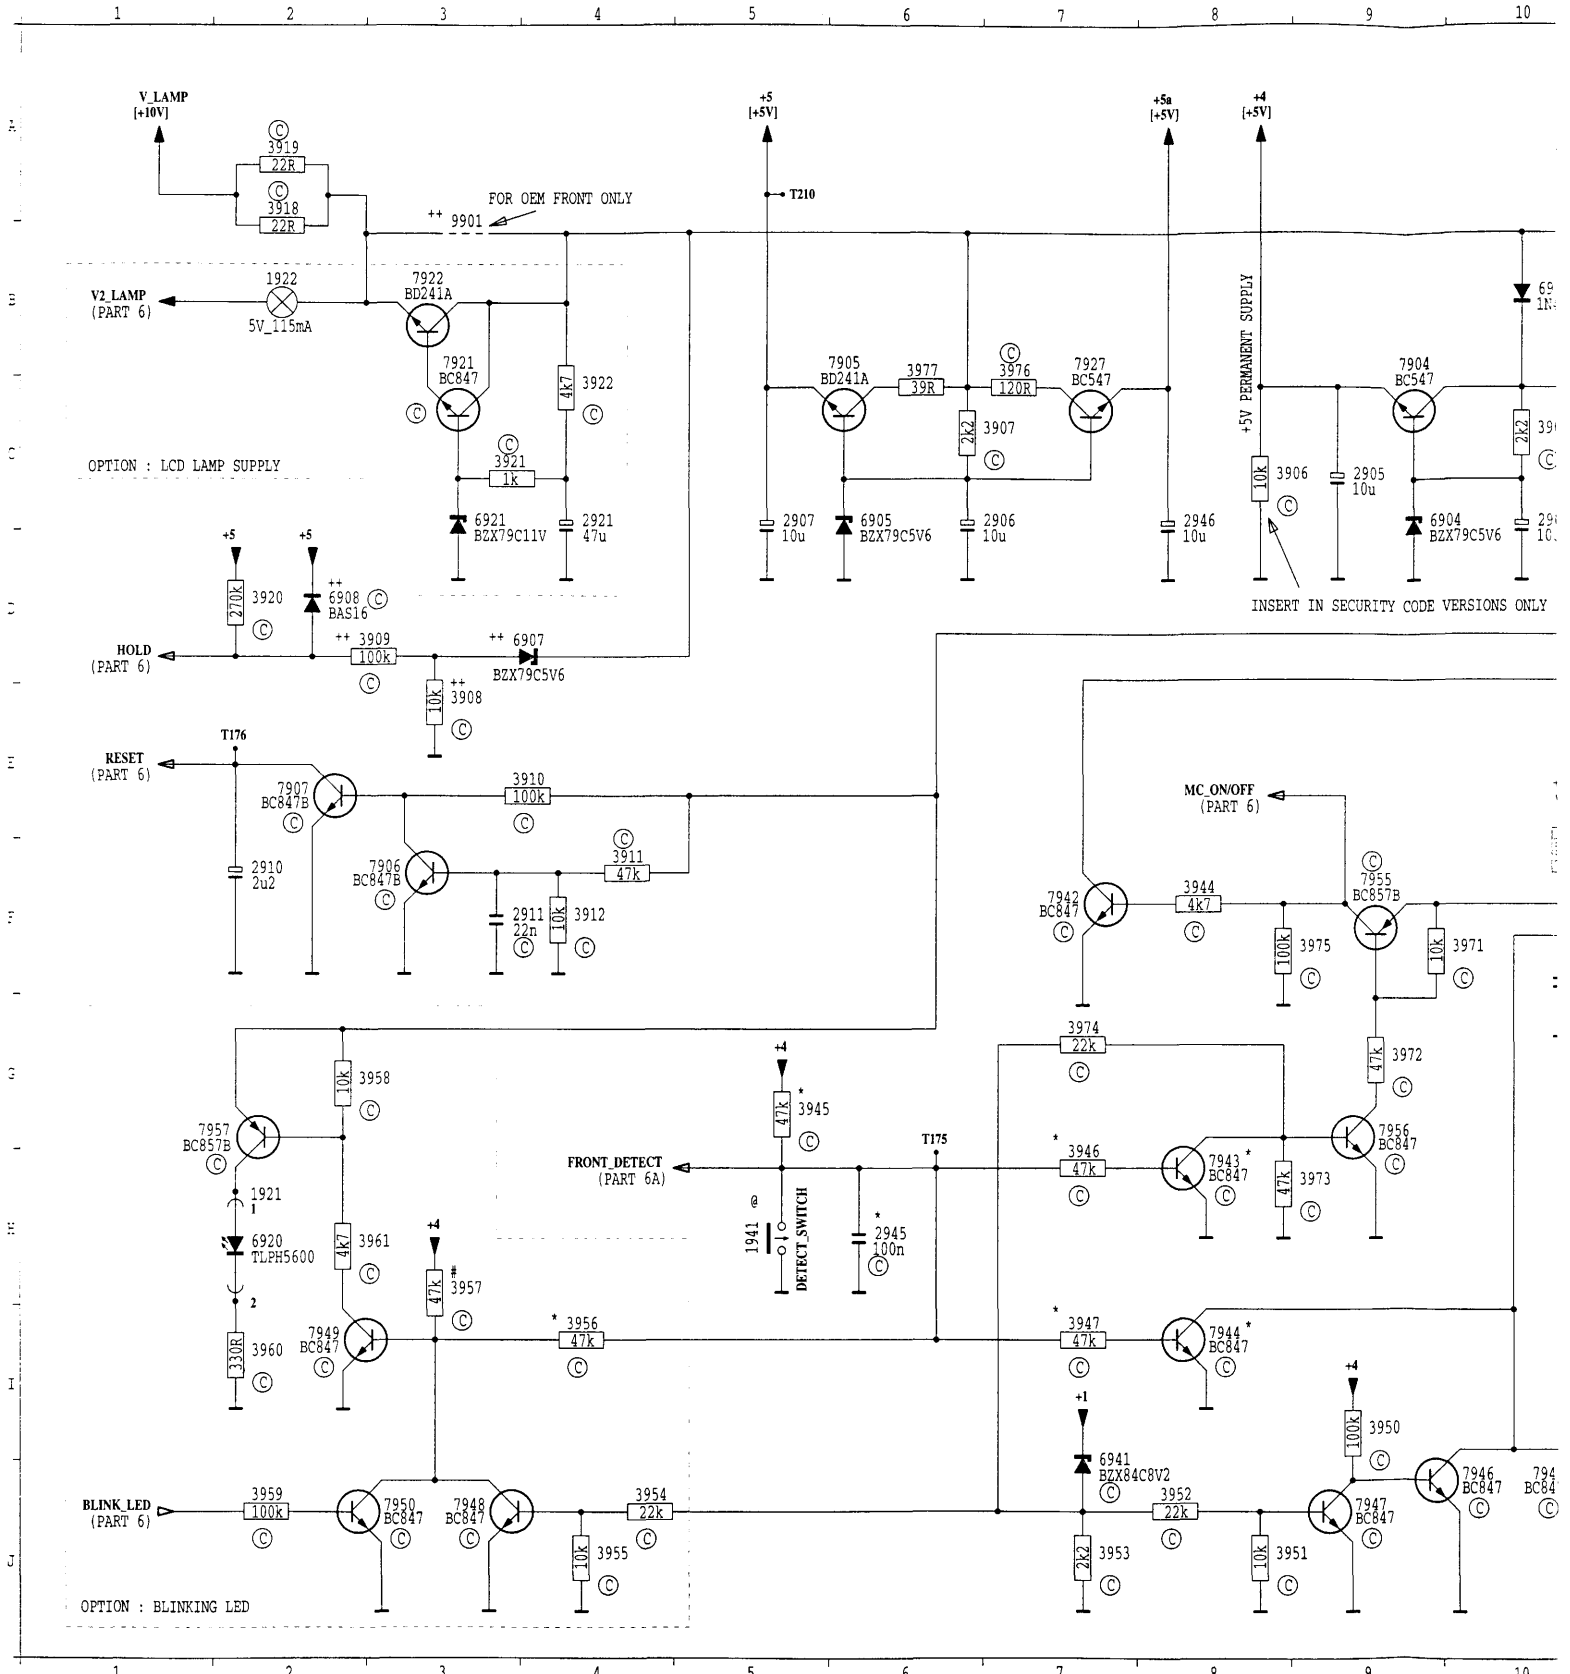 1 2 3 4 5 6 7 8 9 10
A
V_LAMP
[+10V]
C
3919
22R
C
3918
22R
++ 9901
FOR OEM FRONT ONLY
+5
[+5V]
T210
+5a
[+5V]
+4
[+5V]
B
V2_LAMP
(PART 6)
1922
5V_115mA
7922
BD241A
7921
BC847
C
4k7
3922
C
7905
BD241A
3977
39R
C
3976
120R
7927
BC547
+5V PERMANENT SUPPLY
7904
BC547
C
OPTION : LCD LAMP SUPPLY
C
3921
1k
2k2
3907
C
10k
3906
C
2905
10u
2k2
C
6921
BZX79C11V
2921
47u
2907
10u
6905
BZX79C5V6
2906
10u
2946
10u
6904
BZX79C5V6
INSERT IN SECURITY CODE VERSIONS ONLY
+5
+5
270k
3920
C
++
6908
BAS16
C
HOLD
(PART 6)
++ 3909
100k
C
++ 6907
BZX79C5V6
10k
++
3908
C
E
T176
RESET
(PART 6)
7907
BC847B
C
3910
100k
C
MC_ON/OFF
(PART 6)
2910
2u2
7906
BC847B
C
C
3911
47k
2911
22n
C
10k
3912
C
F
7942
BC847
C
3944
4k7
C
C
7955
BC857B
100k
3975
C
10k
3971
C
G
10k
3958
C
+4
47k
*
3945
C
3974
22k
C
47k
3972
C
7957
BC857B
C
FRONT_DETECT
(PART 6A)
T175
* 3946
47k
C
7943 *
BC847
C
47k
3973
C
7956
BC847
C
H
1921
1
6920
TLPH5600
2
4k7
3961
C
+4
47k
#
3957
C
@
1941
DETECT_SWITCH
*
2945
100n
C
I
330R
3960
C
7949
BC847
C
* 3956
47k
C
* 3947
47k
C
7944 *
BC847
C
+4
100k
3950
C
+1
6941
BZX84C8V2
C
J
BLINK_LED
(PART 6)
3959
100k
C
7950
BC847
C
7948
BC847
C
3954
22k
C
10k
3955
C
2k2
3953
C
3952
22k
C
10k
3951
C
7947
BC847
C
7946
BC847
C
C
OPTION : BLINKING LED
1 2 3 4 5 6 7 8 9 10